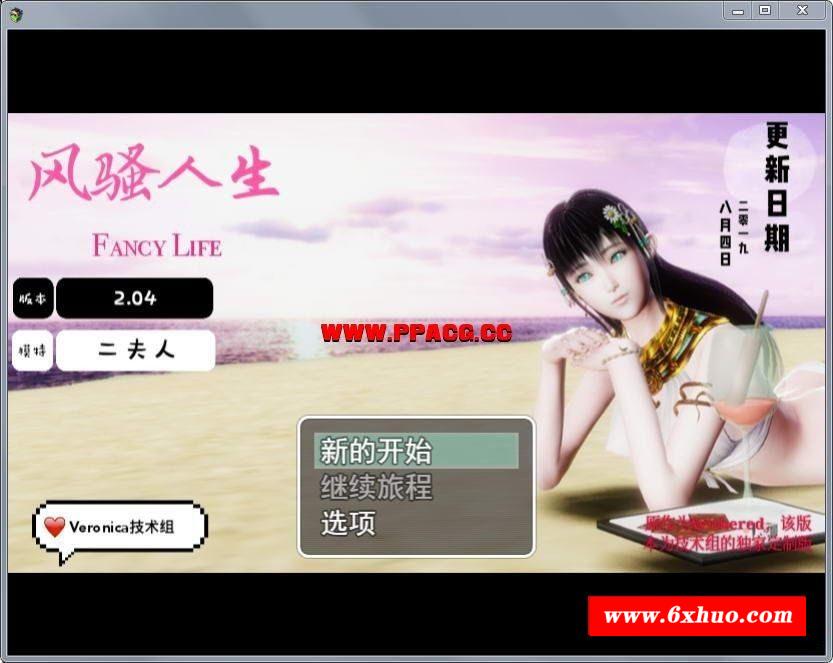 风骚人生
FANCY LIFE
更新日期
二零一九
八月四日
版本
2.04
模特
二夫人
WWW.PPACG.CC
新的开始
继续旅程
选项
Veronica技术组
该版
本为技术组的独家定制版
www.6xhuo.com